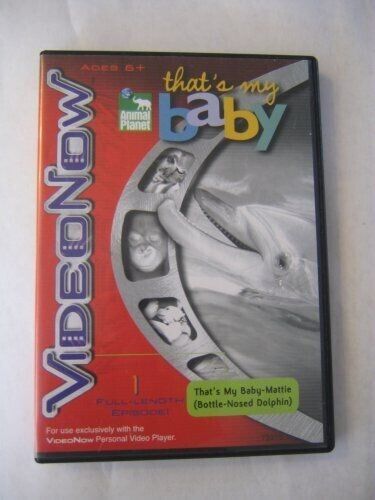 AGES 6+
that's my
baby
Animal
Planet
VIDEONOW
1
FULL-LENGTH
EPISODE!
That's My Baby-Mattie
(Bottle-Nosed Dolphin)
For use exclusively with the
VIDEONOW Personal Video Player.